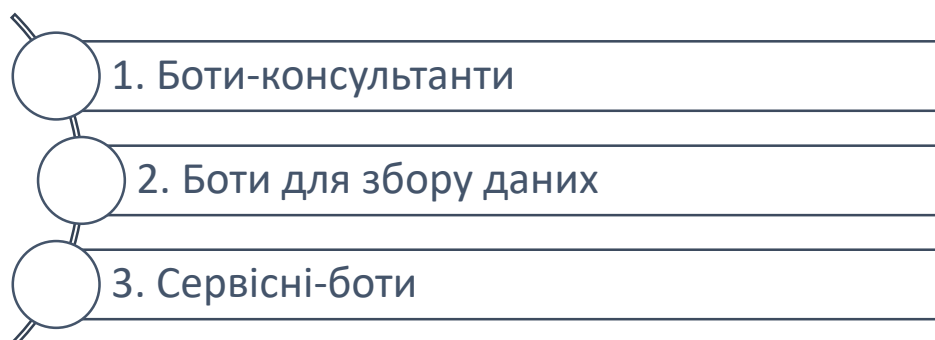 1. Боти-консультанти
2. Боти для збору даних
3. Сервісні-боти